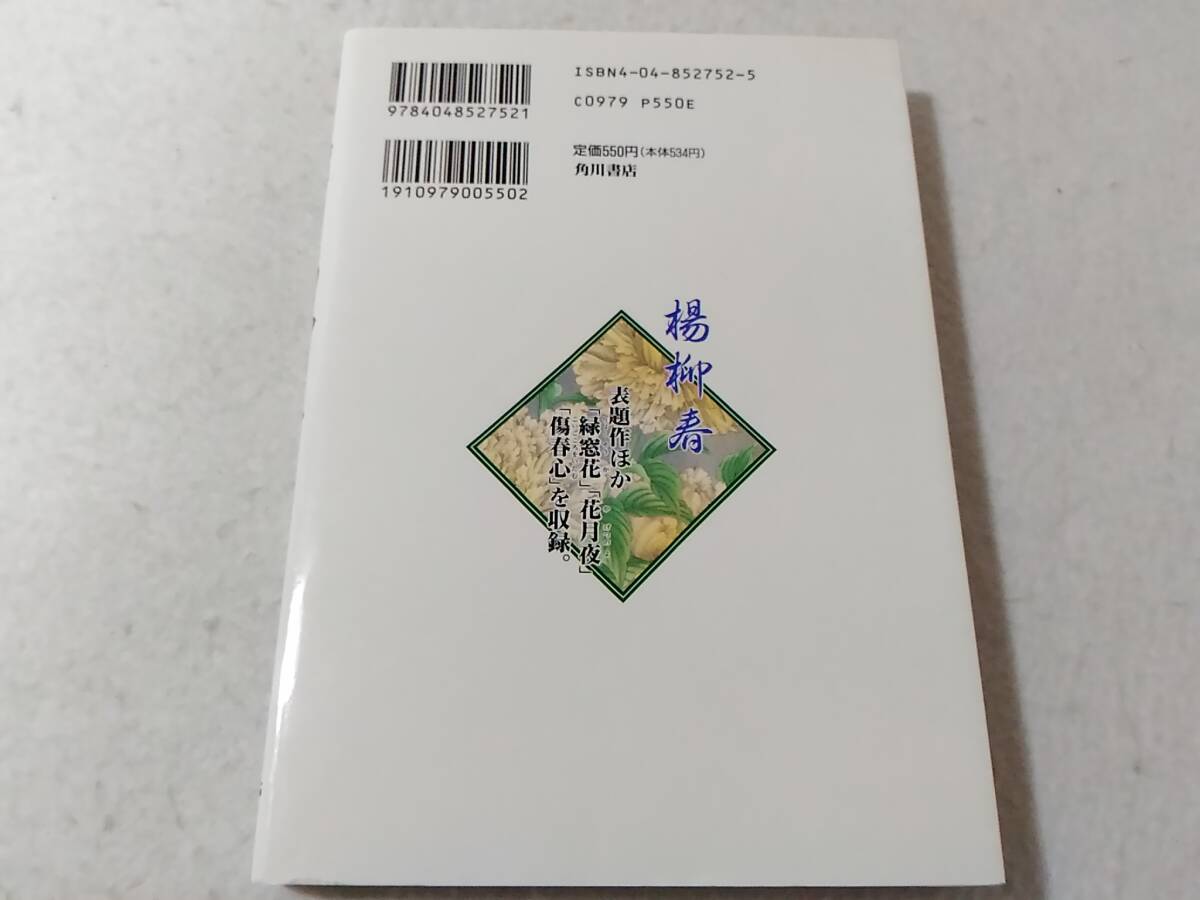 ISBN4-04-852752-5
9784048527521
C0979 P550E
定価550円(本体534円)
角川書店
1910979005502
楊柳春
表題作ほか
「緑窓花」「花月夜」
「傷春心」を収録。